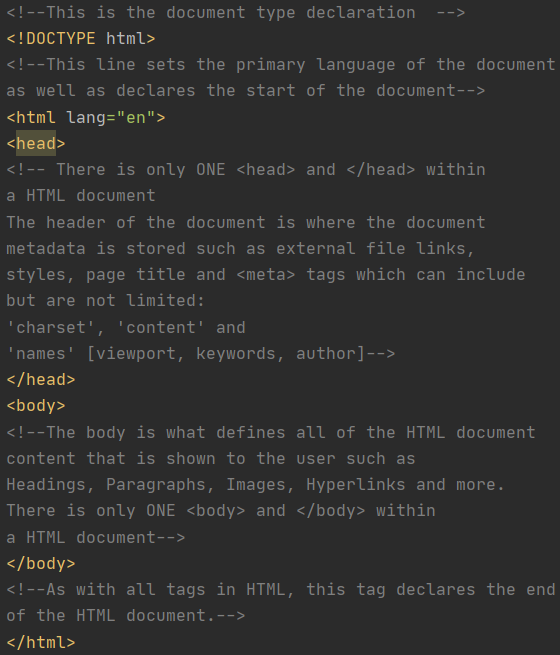 <!--This is the document type declaration  -->
<!DOCTYPE html>
<!--This line sets the primary language of the document
as well as declares the start of the document-->
<html lang="en">
<head>
<!-- There is only ONE <head> and </head> within
a HTML document
The header of the document is where the document
metadata is stored such as external file links,
styles, page title and <meta> tags which can include
but are not limited:
'charset', 'content' and
'names' [viewport, keywords, author]-->
</head>
<body>
<!--The body is what defines all of the HTML document
content that is shown to the user such as
Headings, Paragraphs, Images, Hyperlinks and more.
There is only ONE <body> and </body> within
a HTML document-->
</body>
<!--As with all tags in HTML, this tag declares the end
of the HTML document.-->
</html>